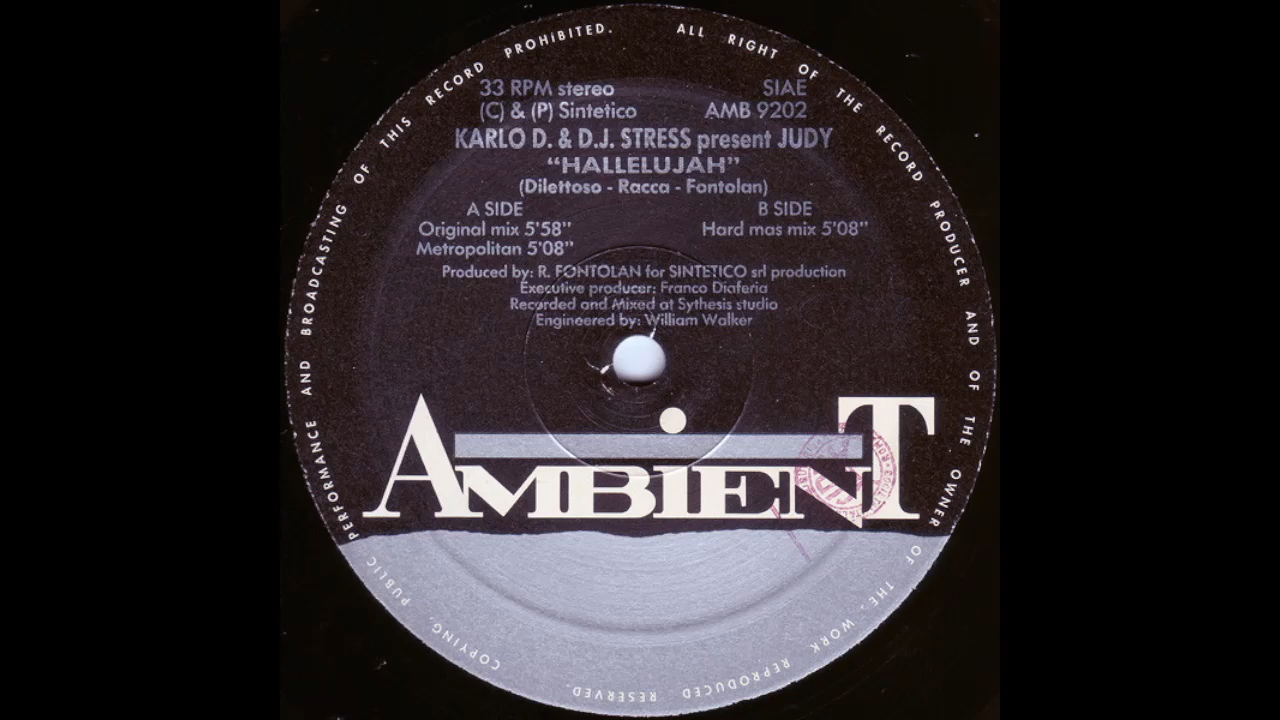 ALL RIGHT OF THE RECORD PRODUCER AND OF THE OWNER OF THE. WORK REPRODUCED RESERVED. COPYING, PUBLIC PERFORMANCE AND BROADCASTING OF THIS RECORD PROHIBITED.
33 RPM stereo SIAE
(C) & (P) Sintetico AMB 9202
KARLO D. & D.J. STRESS present JUDY
“HALLELUJAH”
(Dilettoso - Racca - Fontolan)
A SIDE B SIDE
Original mix 5'58” Hard mas mix 5'08”
Metropolitan 5'08”
Produced by: R. FONTOLAN for SINTETICO srl production
Executive producer: Franco Diaferia
Recorded and Mixed at Sythesis studio
Engineered by: William Walker
AMBIENT